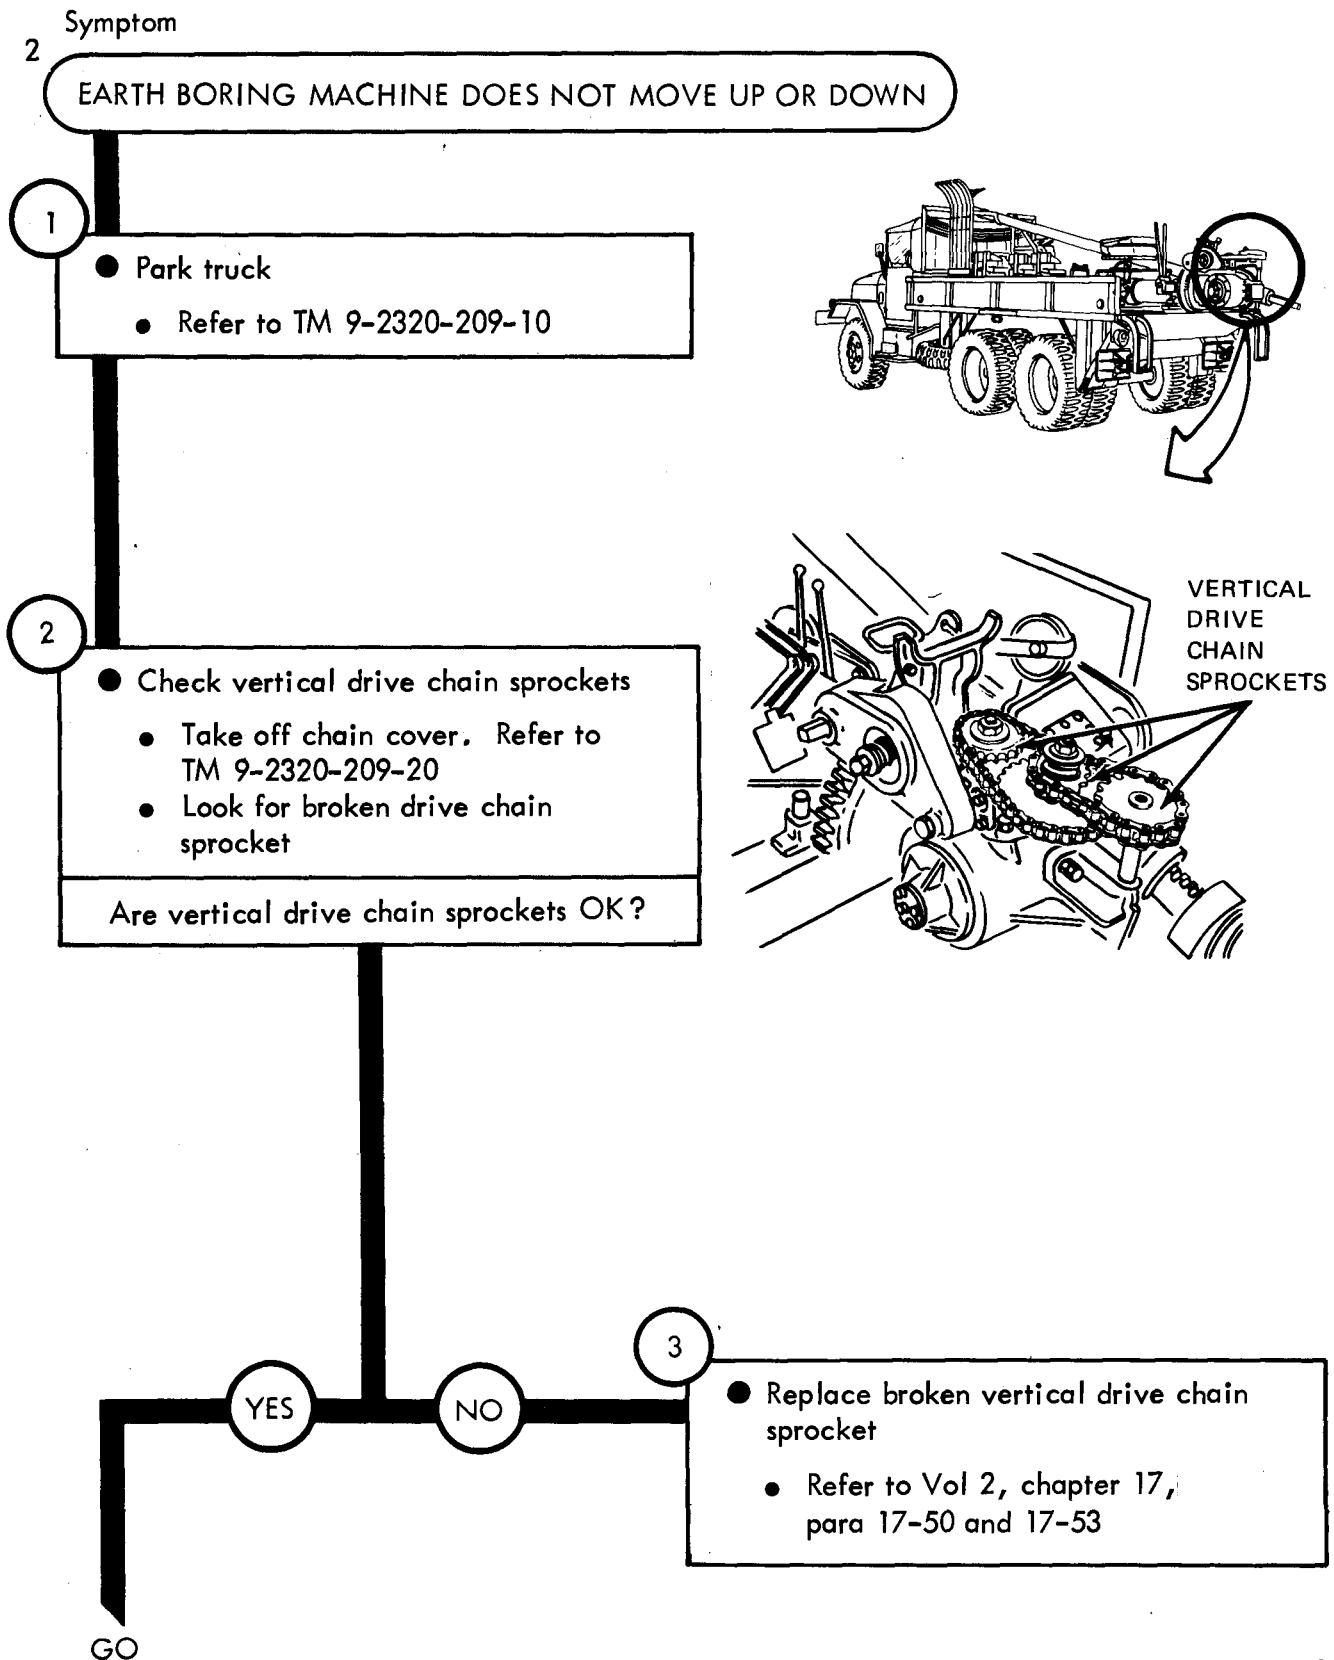 Symptom
2
EARTH BORING MACHINE DOES NOT MOVE UP OR DOWN
1
● Park truck
● Refer to TM 9-2320-209-10
2
● Check vertical drive chain sprockets
● Take off chain cover. Refer to
TM 9-2320-209-20
● Look for broken drive chain
sprocket
Are vertical drive chain sprockets OK?
VERTICAL
DRIVE
CHAIN
SPROCKETS
YES
NO
3
● Replace broken vertical drive chain
sprocket
● Refer to Vol 2, chapter 17,
para 17-50 and 17-53
GO